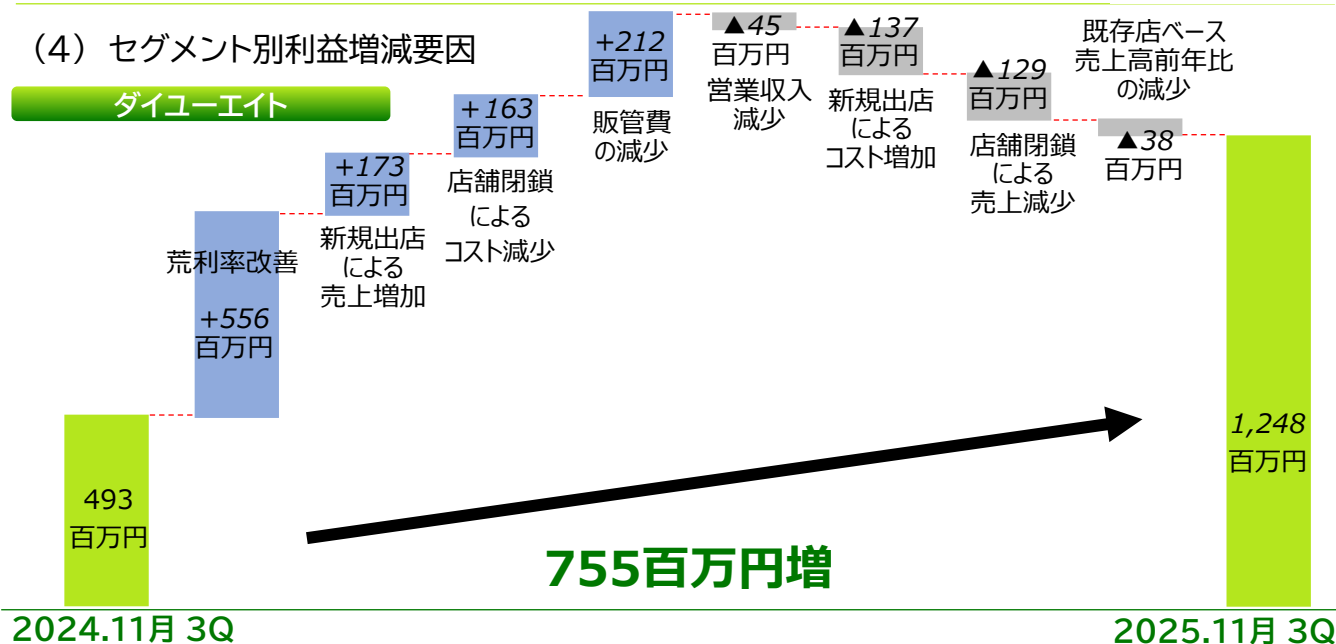 （4）セグメント別利益増減要因
ダイユーエイト
493
百万円
荒利率改善
+556
百万円
+173
百万円
新規出店
による
売上増加
+163
百万円
店舗閉鎖
による
コスト減少
+212
百万円
販管費
の減少
▲45
百万円
営業収入
減少
▲137
百万円
新規出店
による
コスト増加
▲129
百万円
店舗閉鎖
による
売上減少
既存店ベース
売上高前年比
の減少
▲38
百万円
1,248
百万円
755百万円増
2024.11月 3Q
2025.11月 3Q